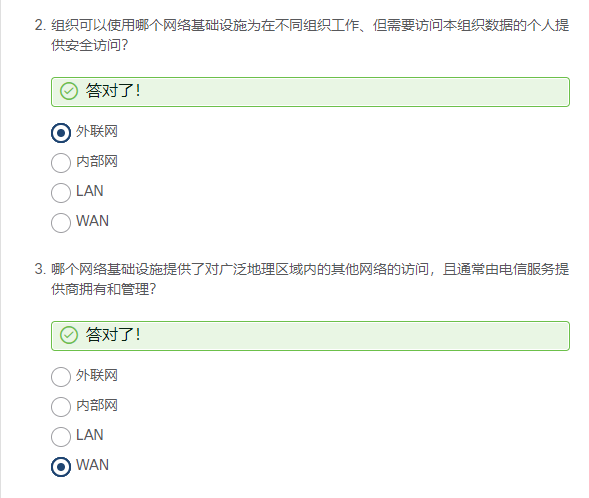 2. 组织可以使用哪个网络基础设施为在不同组织工作、但需要访问本组织数据的个人提
供安全访问？
答对了！
外联网
内部网
LAN
WAN
3. 哪个网络基础设施提供了对广泛地理区域内的其他网络的访问，且通常由电信服务提
供商拥有和管理？
答对了！
外联网
内部网
LAN
WAN